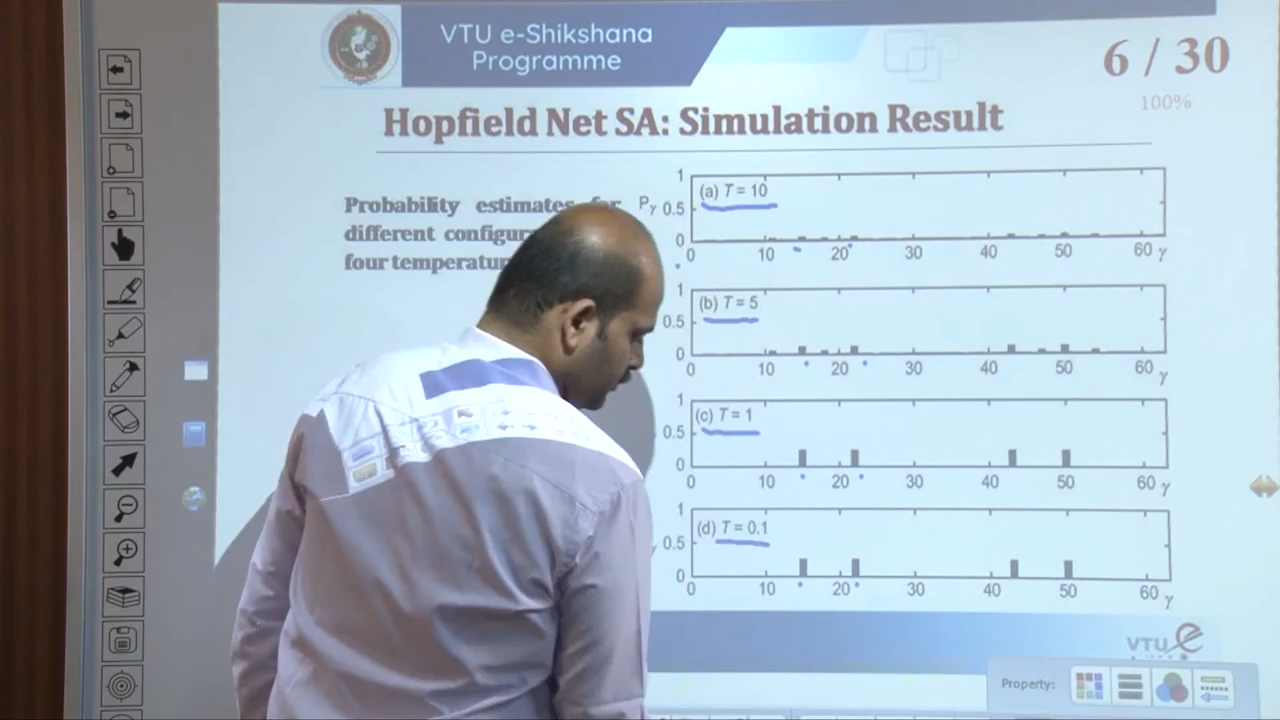 VTU e-Shikshana
Programme
6 / 30
100%
Hopfield Net SA: Simulation Result
Probability estimates for
different
four
Pγ
1
0.5
0
(a) T = 10
0 10 20 30 40 50 60 γ
1
0.5
0
(b) T = 5
0 10 20 30 40 50 60 γ
1
0.5
0
(c) T = 1
0 10 20 30 40 50 60 γ
1
0.5
0
(d) T = 0.1
0 10 20 30 40 50 60 γ
VTU e
Property: